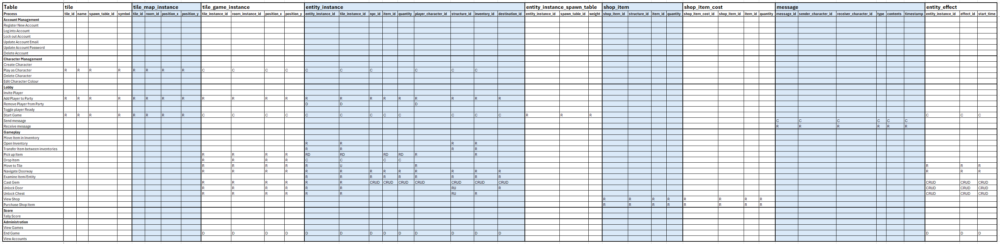 Table tile tile_map_instance tile_game_instance entity_instance entity_instance_spawn_table shop_item shop_item_cost message entity_effect
Process tile_id name spawn_table_id symbol tile_id room_id position_x position_y tile_instance_id room_instance_id position_x position_y entity_instance_id tile_instance_id npc_id item_id quantity player_character_id structure_id inventory_id destination_id entity_instance_id spawn_table_id weight shop_item_id structure_id item_id quantity shop_item_cost_id shop_item_id item_id quantity message_id sender_character_id receiver_character_id type contents timestamp entity_instance_id effect_id start_time
Account Management
Register New Account
Log into Account
Lock out Account
Update Account Email
Update Account Password
Delete Account
Character Management
Create Character
Play as Character R R R R R R R R C C C C C C C C C C
Delete Character
Edit Character Colour
Lobby
Invite Player
Add Player to Party R R R R R R R R R R R R R R R R R R R R R
Remove Player from Party D D D
Toggle player Ready
Start Game R R R R R R R R C C C C C C C C C C C C R R R C C C
Send message C C C C C C
Receive message R R R R R R
Gameplay
Move Item in Inventory
Open Inventory R R R R
Transfer Item between inventories R R R R
Pick up Item R R R R RD RD RD RD R R
Drop Item R R R R C C C C
Move to Tile R R R R R U R R R R
Navigate Doorway R R R R R R R R R R R R R R R R
Examine Item/Entity R R R R R R R R R
Cast Gem R R R R R R CRUD CRUD CRUD CRUD CRUD CRUD CRUD CRUD CRUD CRUD
Unlock Door R R R R R R RU R CRUD CRUD CRUD
Unlock Chest R R R R R R RU R CRUD CRUD CRUD
View Shop R R R R R R R R
Purchase Shop Item R R R R R R R R
Score
Tally Score
Administration
View Games
End Game D D D D D D D D D D D D D D D D
View Accounts